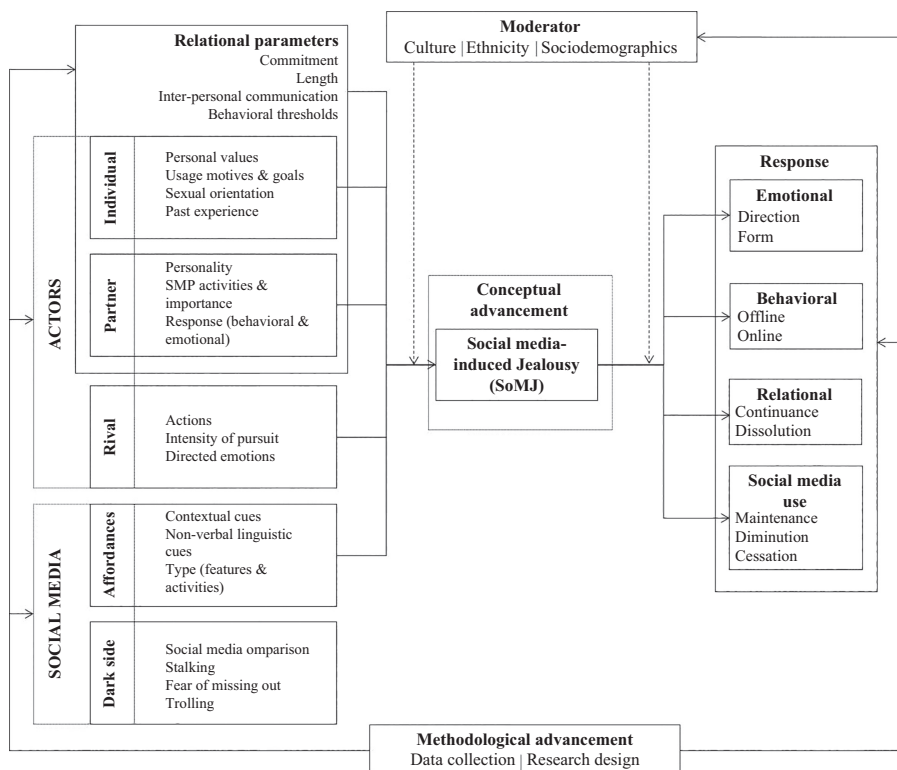 Moderator
Culture | Ethnicity | Sociodemographics
Relational parameters
Commitment
Length
Inter-personal communication
Behavioral thresholds
ACTORS
Individual
Personal values
Usage motives & goals
Sexual orientation
Past experience
Partner
Personality
SMP activities &
importance
Response (behavioral &
emotional)
Rival
Actions
Intensity of pursuit
Directed emotions
SOCIAL MEDIA
Affordances
Contextual cues
Non-verbal linguistic
cues
Type (features &
activities)
Dark side
Social media omparison
Stalking
Fear of missing out
Trolling
Conceptual
advancement
Social media-
induced Jealousy
(SoMJ)
Response
Emotional
Direction
Form
Behavioral
Offline
Online
Relational
Continuance
Dissolution
Social media
use
Maintenance
Diminution
Cessation
Methodological advancement
Data collection | Research design